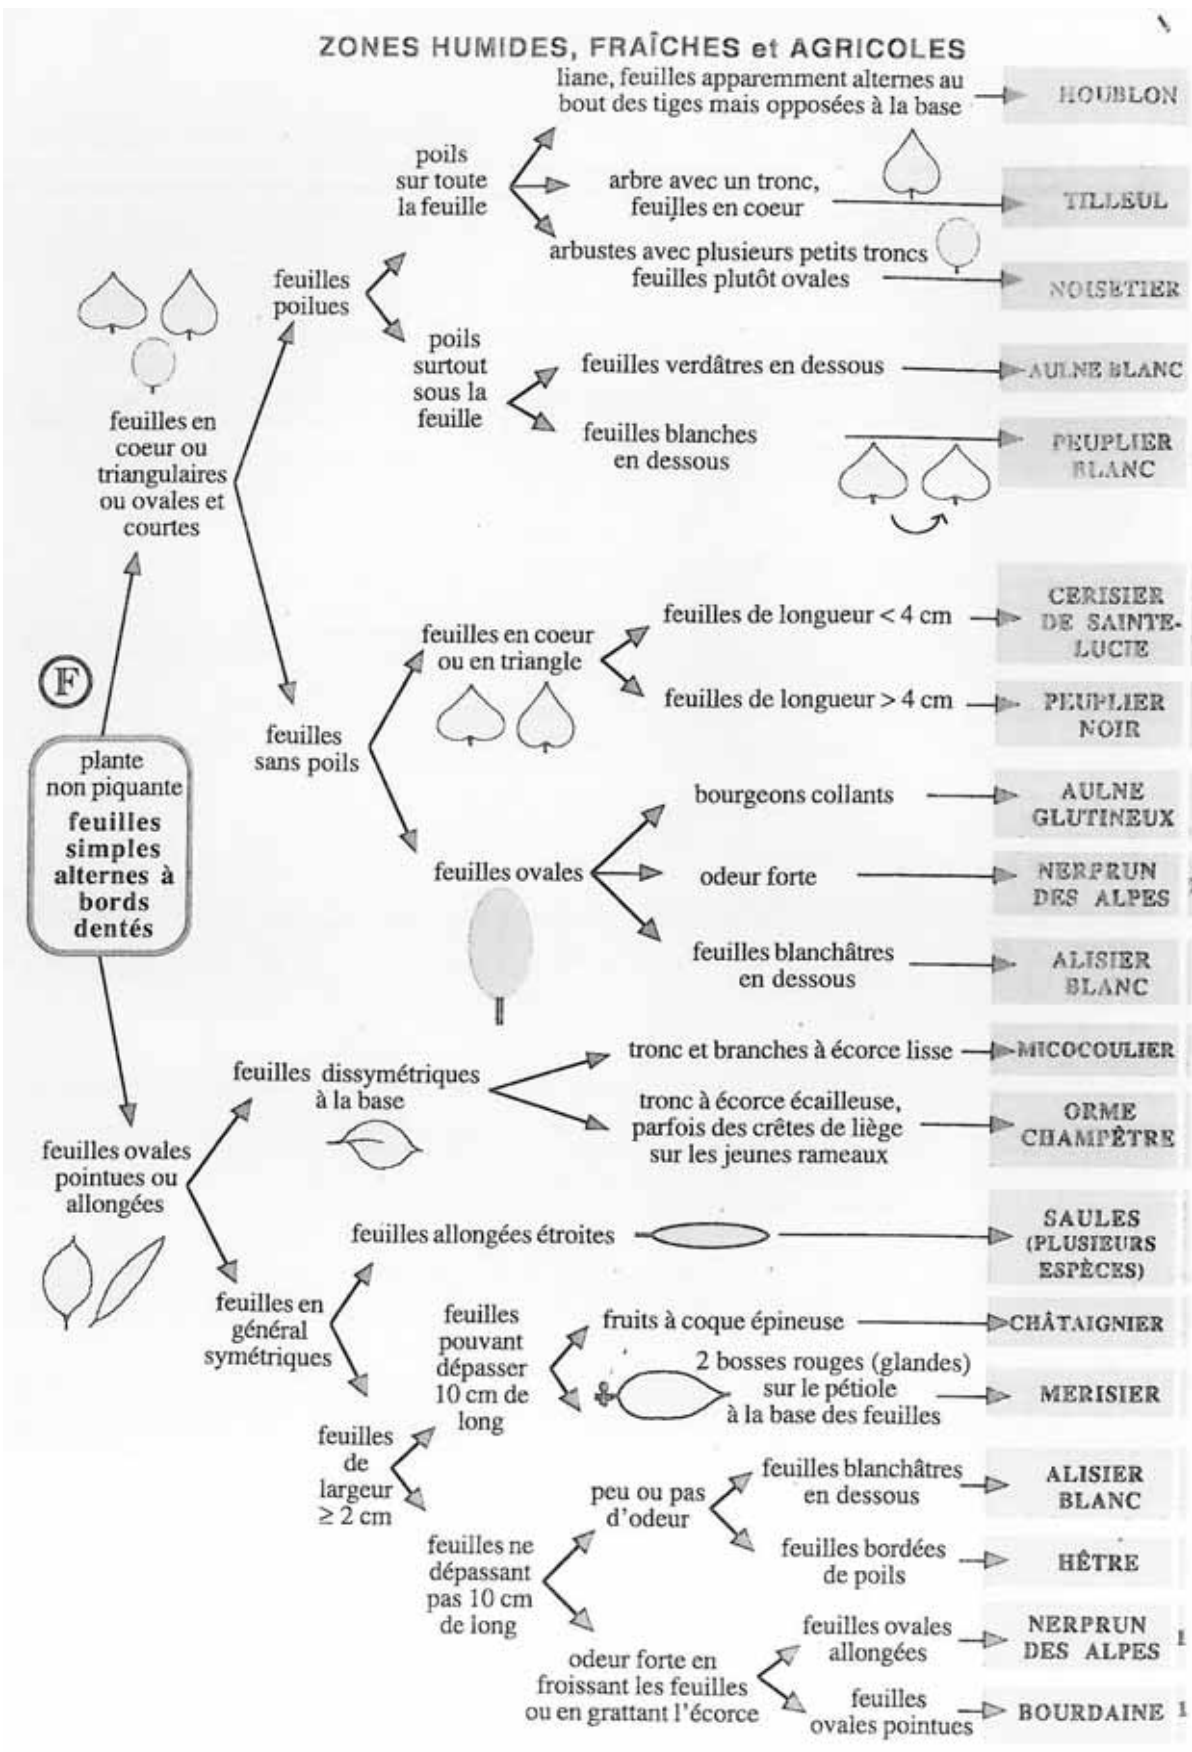 ZONES HUMIDES, FRAÎCHES et AGRICOLES
liane, feuilles apparemment alternes au
bout des tiges mais opposées à la base
HOUBLON
poils
sur toute
la feuille
arbre avec un tronc,
feuilles en coeur
TILLEUL
arbustes avec plusieurs petits troncs
feuilles plutôt ovales
NOISETIER
feuilles
poilues
poils
surtout
sous la
feuille
feuilles verdâtres en dessous
AULNE BLANC
feuilles blanches
en dessous
PEUPLIER
BLANC
feuilles en
coeur ou
triangulaires
ou ovales et
courtes
feuilles en coeur
ou en triangle
feuilles de longueur < 4 cm
CERISIER
DE SAINTE-
LUCIE
feuilles de longueur > 4 cm
PEUPLIER
NOIR
F
feuilles
sans poils
plante
non piquante
feuilles
simples
alternes à
bords
dentés
bourgeons collants
AULNE
GLUTINEUX
feuilles ovales
odeur forte
NERPRUN
DES ALPES
feuilles blanchâtres
en dessous
ALISIER
BLANC
feuilles dissymétriques
à la base
tronc et branches à écorce lisse
MICOCOULIER
tronc à écorce écailleuse,
parfois des crêtes de liège
sur les jeunes rameaux
ORME
CHAMPÊTRE
feuilles ovales
pointues ou
allongées
feuilles allongées étroites
SAULES
(PLUSIEURS
ESPÈCES)
feuilles en
général
symétriques
feuilles
pouvant
dépasser
10 cm de
long
fruits à coque épineuse
CHÂTAIGNIER
2 bosses rouges (glandes)
sur le pétiole
à la base des feuilles
MERISIER
feuilles
de
largeur
≥ 2 cm
peu ou pas
d'odeur
feuilles blanchâtres
en dessous
ALISIER
BLANC
feuilles bordées
de poils
HÊTRE
feuilles ne
dépassant
pas 10 cm
de long
odeur forte en
froissant les feuilles
ou en grattant l'écorce
feuilles ovales
allongées
NERPRUN
DES ALPES 1
feuilles
ovales pointues
BOURDAINE 1